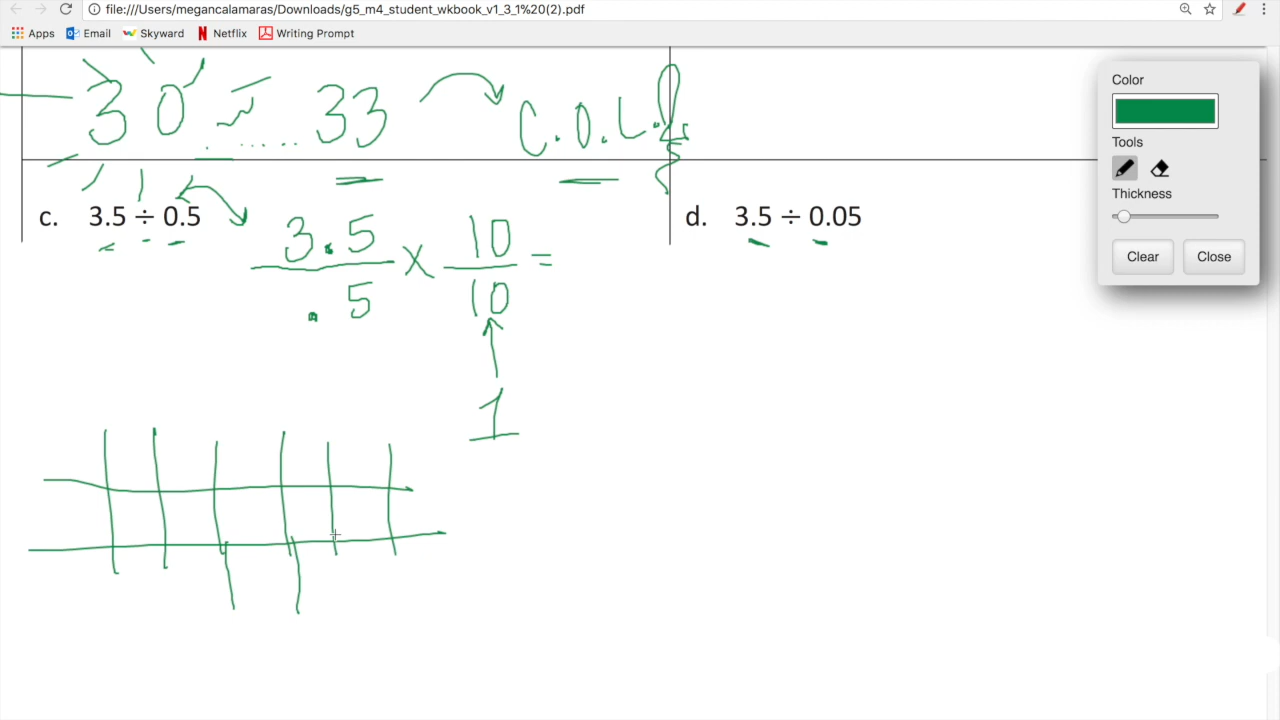 file:///Users/megancalamaras/Downloads/g5_m4_student_wkbook_v1_3_1%20(2).pdf
Apps Email Skyward Netflix Writing Prompt
30 ≈ ..... 33
C.O.L.
c. 3.5 ÷ 0.5
3.5 × 10 =
.5 10
1
d. 3.5 ÷ 0.05
Color
Tools
Thickness
Clear Close